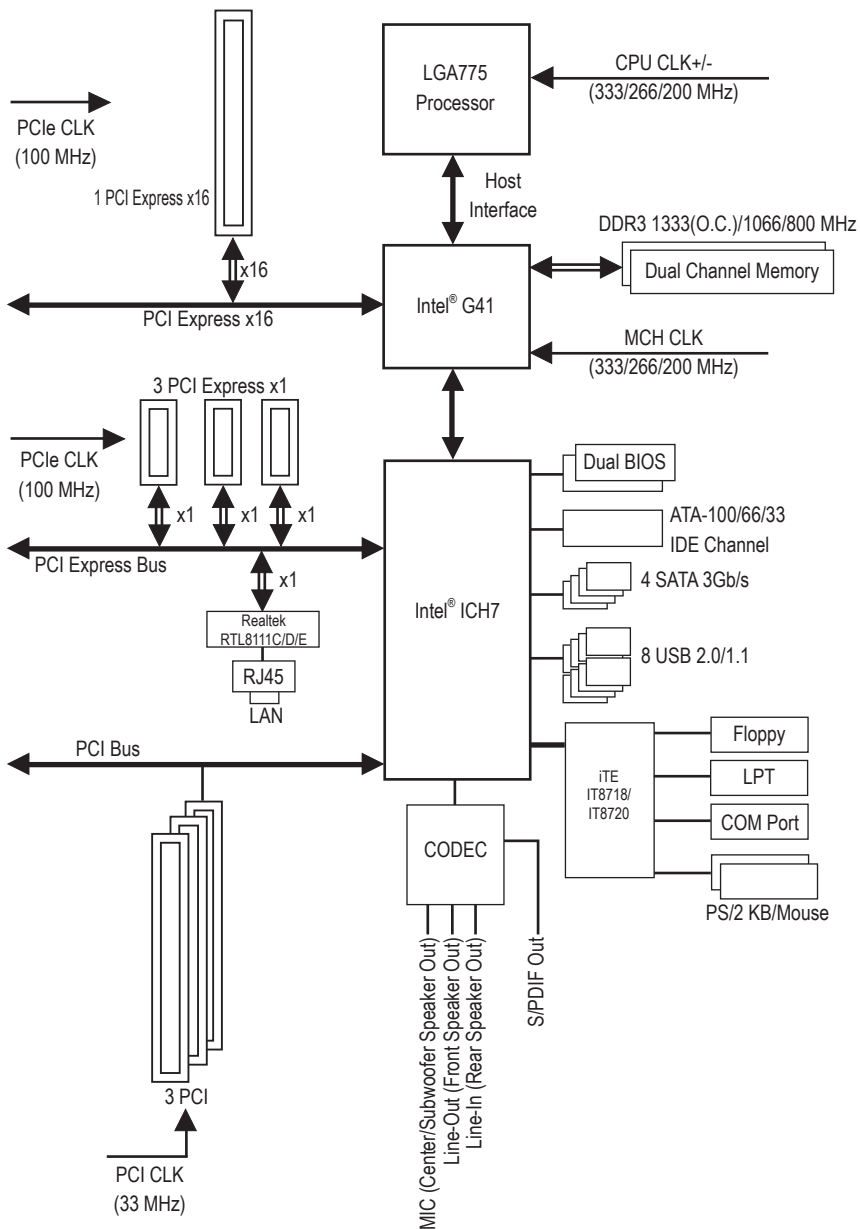 LGA775
Processor
CPU CLK+/-
(333/266/200 MHz)
PCIe CLK
(100 MHz)
1 PCI Express x16
Host
Interface
DDR3 1333(O.C.)/1066/800 MHz
Dual Channel Memory
x16
PCI Express x16
Intel® G41
MCH CLK
(333/266/200 MHz)
3 PCI Express x1
PCIe CLK
(100 MHz)
x1
x1
x1
PCI Express Bus
x1
Realtek
RTL8111C/D/E
RJ45
LAN
Intel® ICH7
Dual BIOS
ATA-100/66/33
IDE Channel
4 SATA 3Gb/s
8 USB 2.0/1.1
PCI Bus
iTE
IT8718/
IT8720
Floppy
LPT
COM Port
PS/2 KB/Mouse
CODEC
MIC (Center/Subwoofer Speaker Out)
Line-Out (Front Speaker Out)
Line-In (Rear Speaker Out)
S/PDIF Out
3 PCI
PCI CLK
(33 MHz)